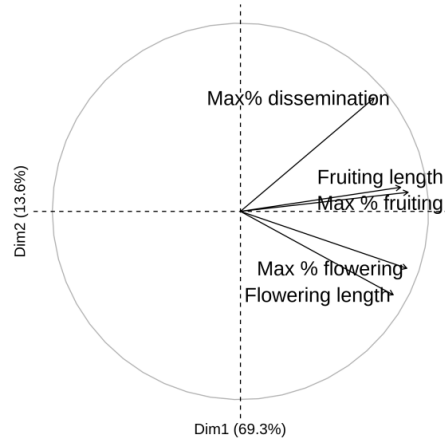 Max% dissemination
Fruiting length
Max % fruiting
Max % flowering
Flowering length
Dim2 (13.6%)
Dim1 (69.3%)